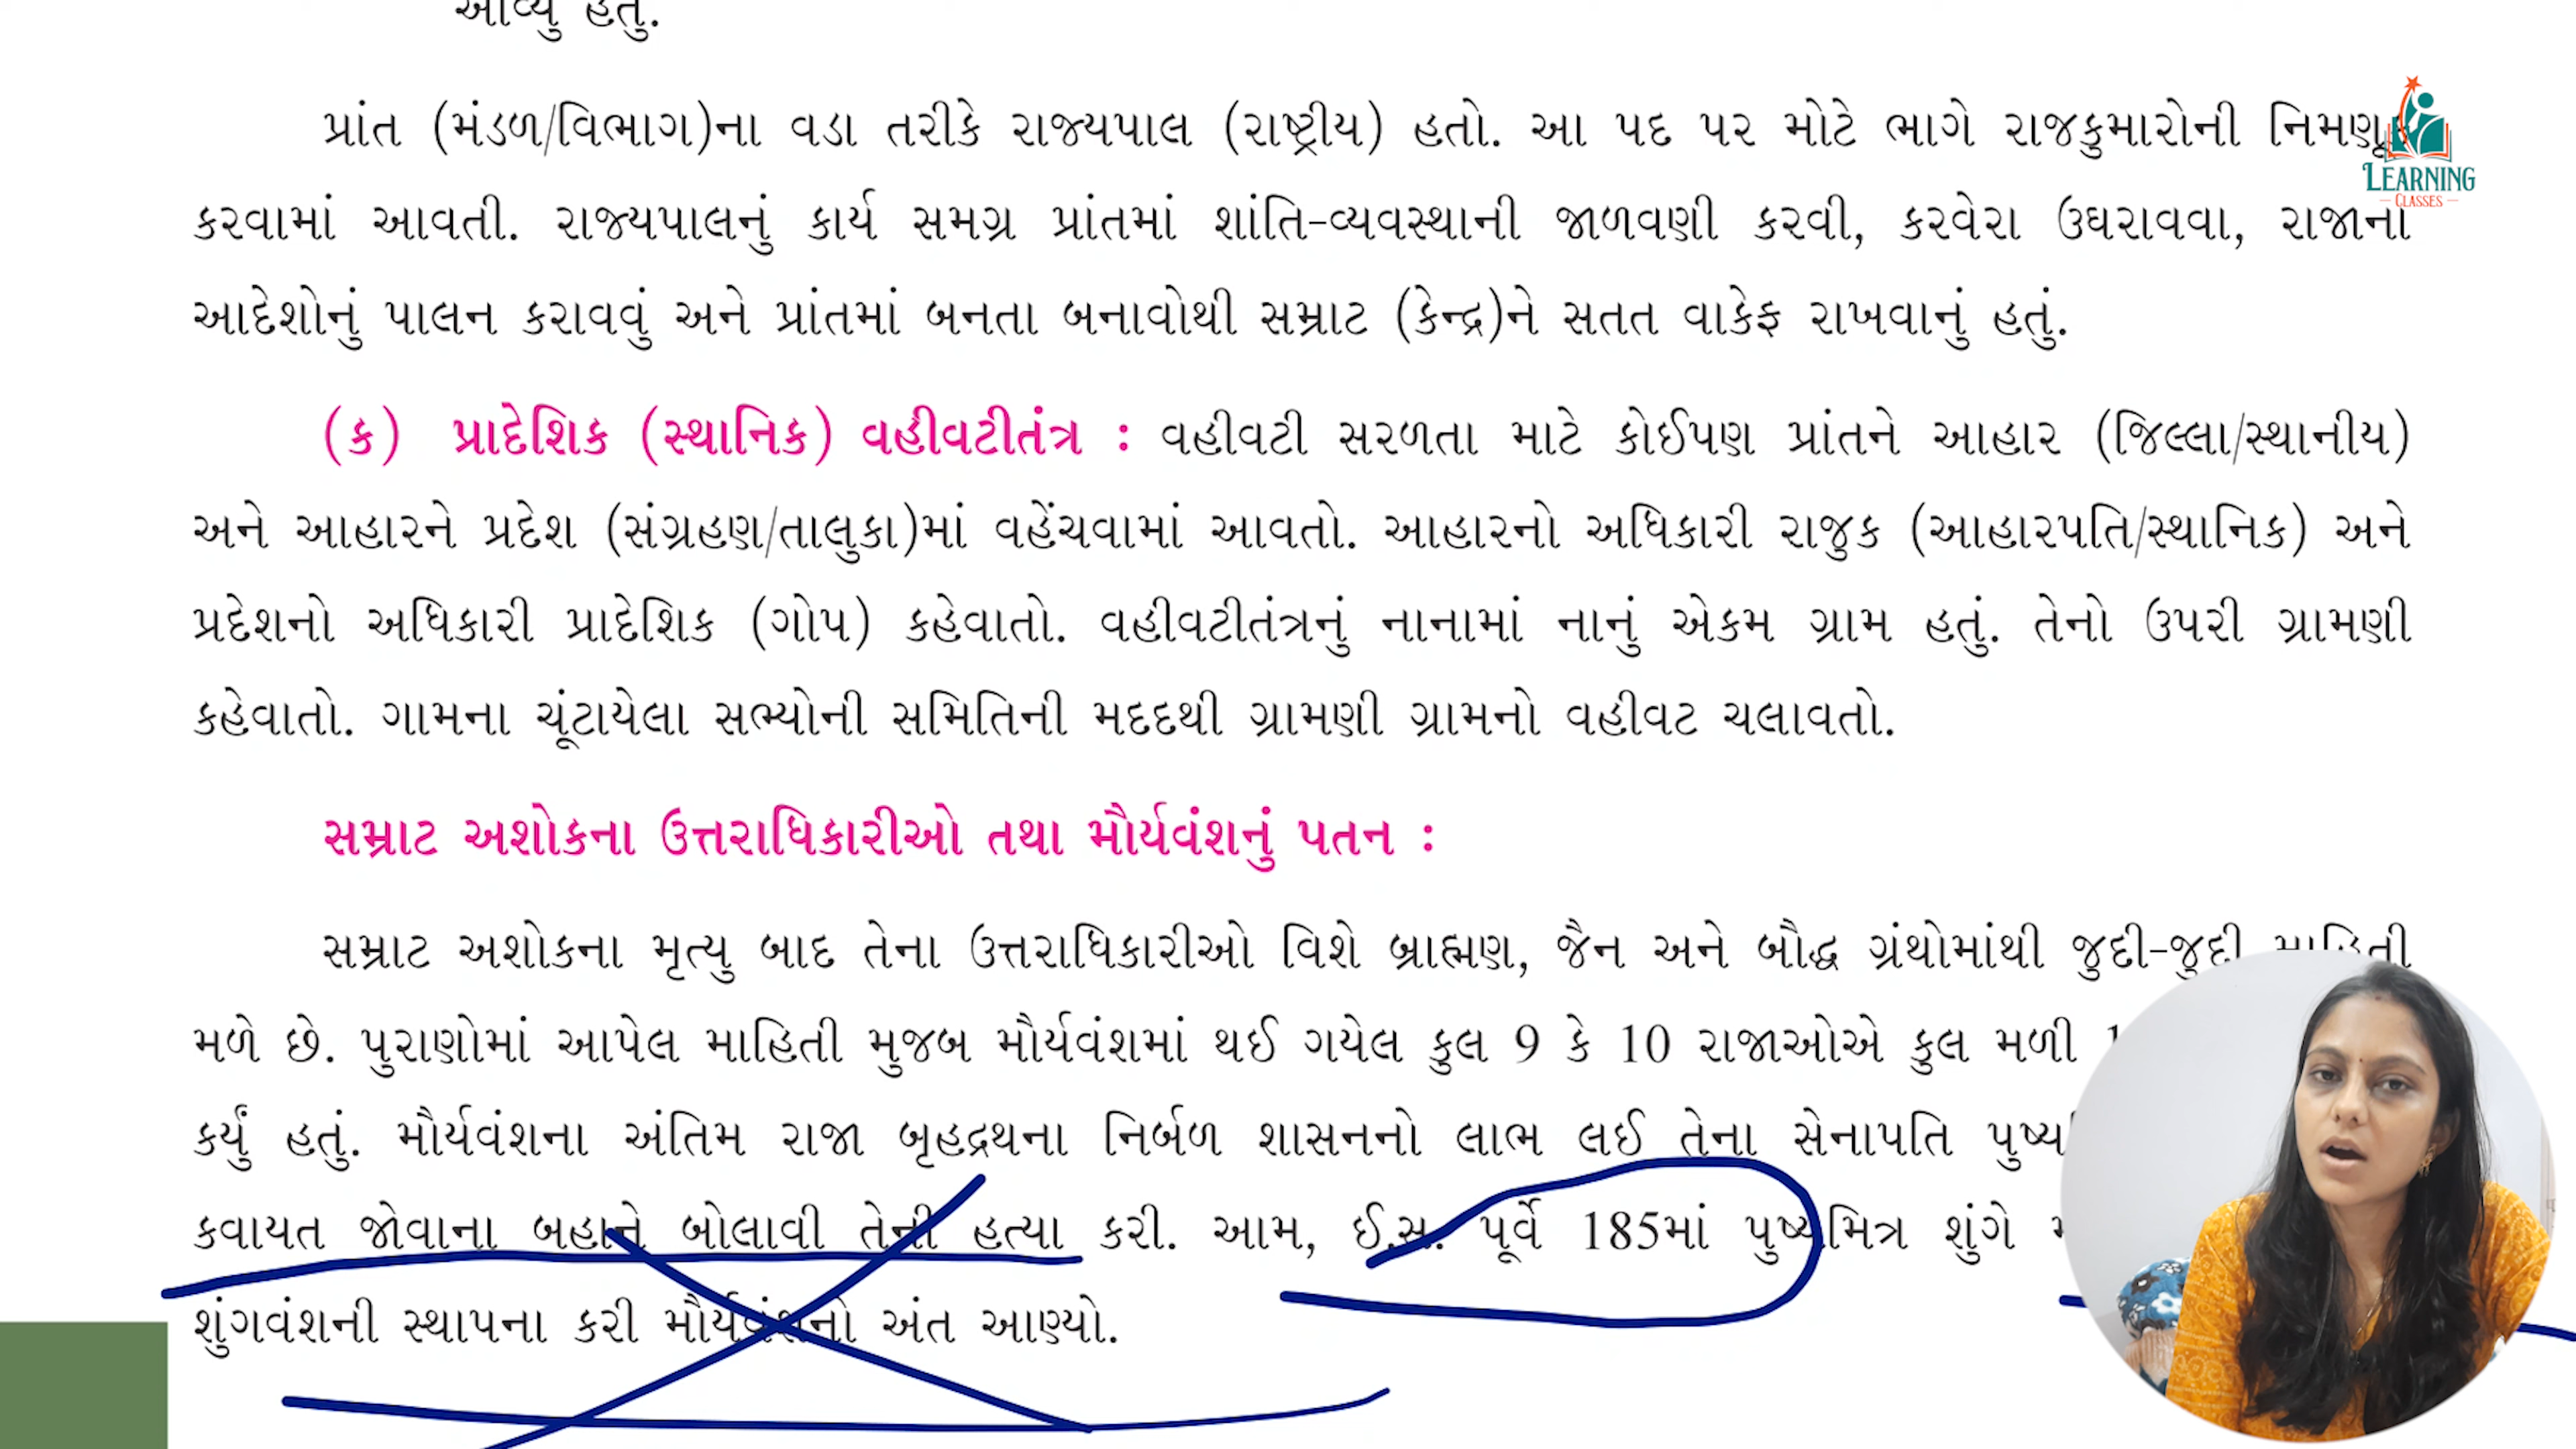 આવ્યું હતું.
પ્રાંત (મંડળ/વિભાગ)ના વડા તરીકે રાજ્યપાલ (રાષ્ટ્રીય) હતો. આ પદ પર મોટે ભાગે રાજકુમારોની નિમણૂક
કરવામાં આવતી. રાજ્યપાલનું કાર્ય સમગ્ર પ્રાંતમાં શાંતિ-વ્યવસ્થાની જાળવણી કરવી, કરવેરા ઉઘરાવવા, રાજાના
આદેશોનું પાલન કરાવવું અને પ્રાંતમાં બનતા બનાવોથી સમ્રાટ (કેન્દ્ર)ને સતત વાકેફ રાખવાનું હતું.
(ક) પ્રાદેશિક (સ્થાનિક) વહીવટીતંત્ર : વહીવટી સરળતા માટે કોઈપણ પ્રાંતને આહાર (જિલ્લા/સ્થાનીય)
અને આહારને પ્રદેશ (સંગ્રહણ/તાલુકા)માં વહેંચવામાં આવતો. આહારનો અધિકારી રાજુક (આહારપતિ/સ્થાનિક) અને
પ્રદેશનો અધિકારી પ્રાદેશિક (ગોપ) કહેવાતો. વહીવટીતંત્રનું નાનામાં નાનું એકમ ગ્રામ હતું. તેનો ઉપરી ગ્રામણી
કહેવાતો. ગામના ચૂંટાયેલા સભ્યોની સમિતિની મદદથી ગ્રામણી ગ્રામનો વહીવટ ચલાવતો.
સમ્રાટ અશોકના ઉત્તરાધિકારીઓ તથા મૌર્યવંશનું પતન :
સમ્રાટ અશોકના મૃત્યુ બાદ તેના ઉત્તરાધિકારીઓ વિશે બ્રાહ્મણ, જૈન અને બૌદ્ધ ગ્રંથોમાંથી જુદી-જુદી માહિતી
મળે છે. પુરાણોમાં આપેલ માહિતી મુજબ મૌર્યવંશમાં થઈ ગયેલ કુલ 9 કે 10 રાજાઓએ કુલ મળી
કર્યું હતું. મૌર્યવંશના અંતિમ રાજા બૃહદ્રથના નિર્બળ શાસનનો લાભ લઈ તેના સેનાપતિ
કવાયત જોવાના બહાને બોલાવી તેની હત્યા કરી. આમ, ઈ.સ. પૂર્વે 185માં પુષ્યમિત્ર શુંગે
શુંગવંશની સ્થાપના કરી મૌર્યવંશનો અંત આણ્યો.
LEARNING
CLASSES